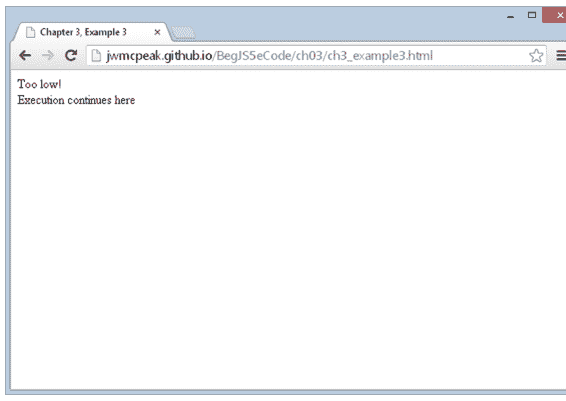 Chapter 3, Example 3
jwmcpeak.github.io/BegJS5eCode/ch03/ch3_example3.html
Too low!
Execution continues here